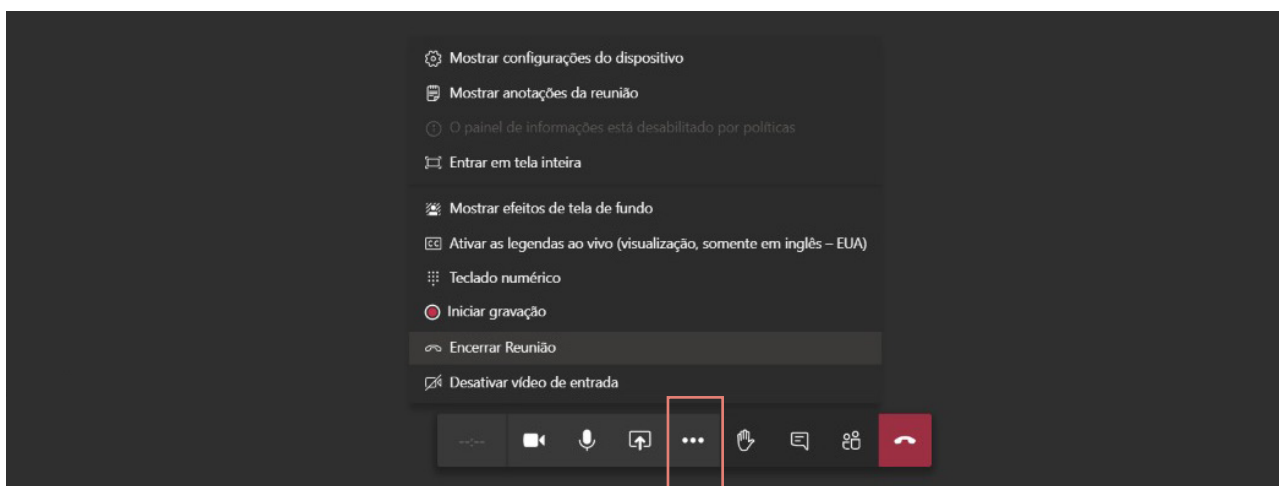 Mostrar configurações do dispositivo
Mostrar anotações da reunião
O painel de informações está desabilitado por políticas
Entrar em tela inteira
Mostrar efeitos de tela de fundo
CC Ativar as legendas ao vivo (visualização, somente em inglês – EUA)
Teclado numérico
Iniciar gravação
Encerrar Reunião
Desativar vídeo de entrada
--:--